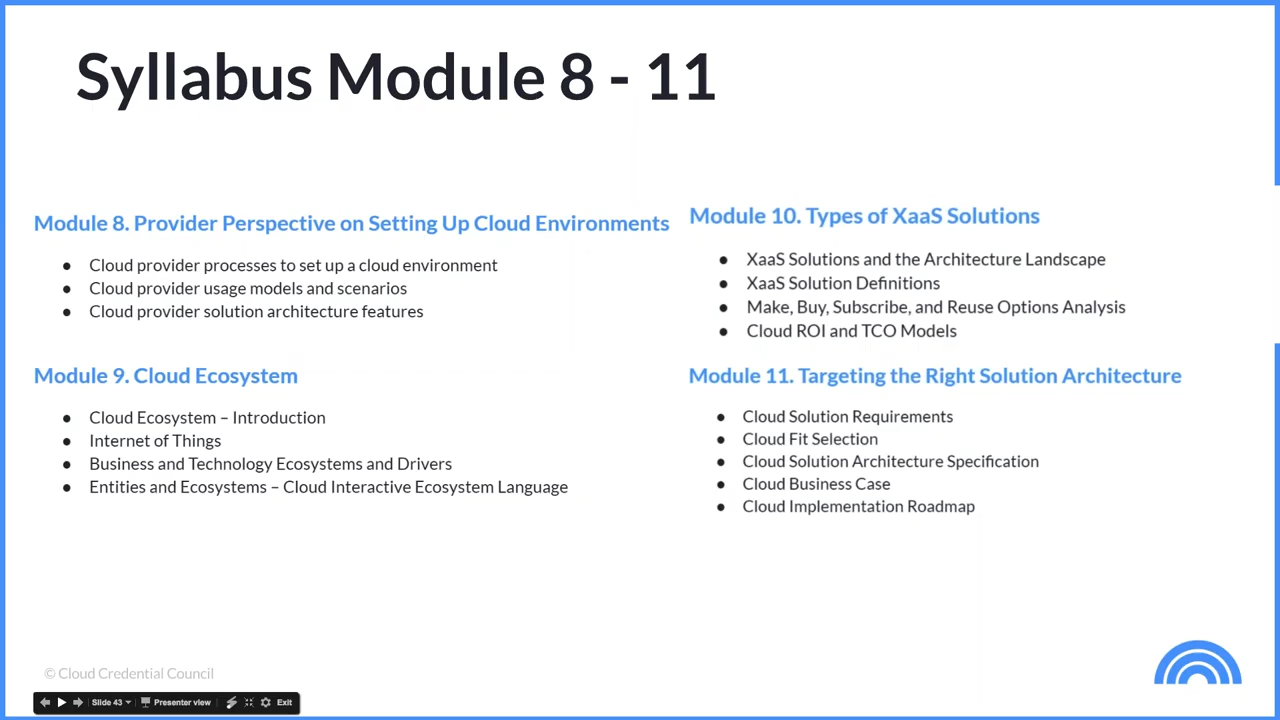 Syllabus Module 8 - 11
Module 8. Provider Perspective on Setting Up Cloud Environments
● Cloud provider processes to set up a cloud environment
● Cloud provider usage models and scenarios
● Cloud provider solution architecture features
Module 9. Cloud Ecosystem
● Cloud Ecosystem – Introduction
● Internet of Things
● Business and Technology Ecosystems and Drivers
● Entities and Ecosystems – Cloud Interactive Ecosystem Language
Module 10. Types of XaaS Solutions
● XaaS Solutions and the Architecture Landscape
● XaaS Solution Definitions
● Make, Buy, Subscribe, and Reuse Options Analysis
● Cloud ROI and TCO Models
Module 11. Targeting the Right Solution Architecture
● Cloud Solution Requirements
● Cloud Fit Selection
● Cloud Solution Architecture Specification
● Cloud Business Case
● Cloud Implementation Roadmap
© Cloud Credential Council
Slide 43 Presenter view Exit